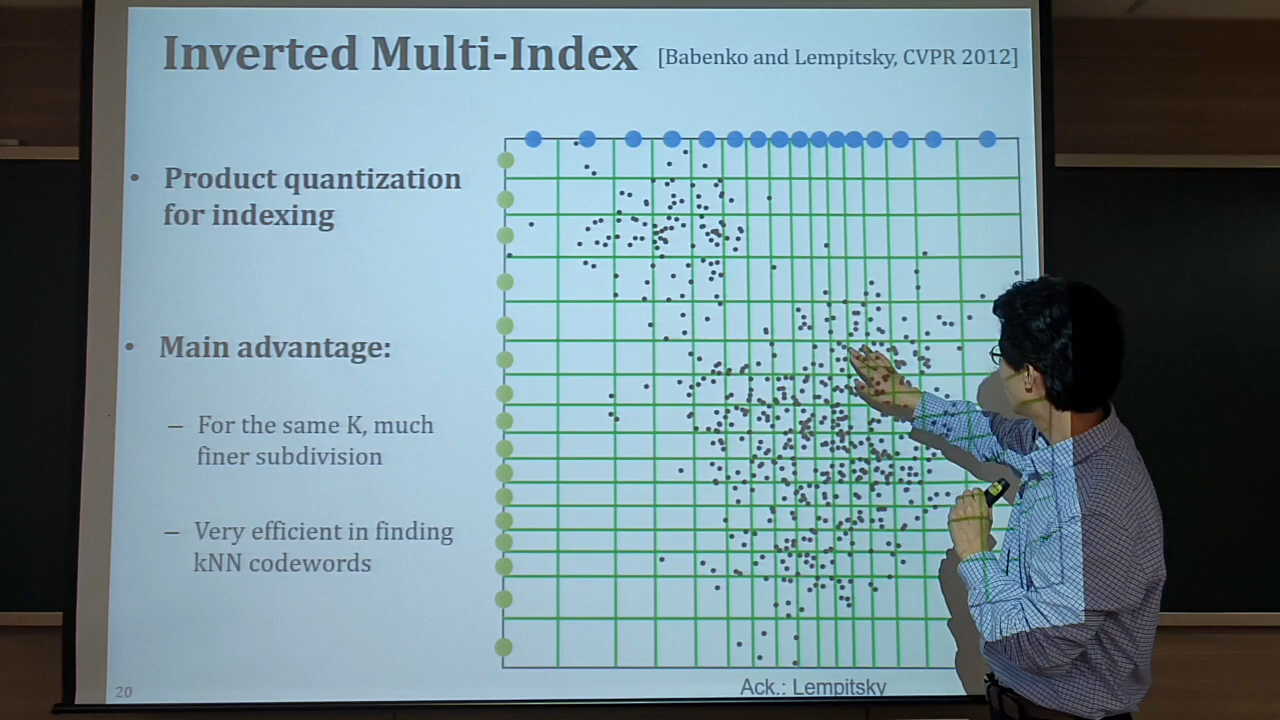 Inverted Multi-Index [Babenko and Lempitsky, CVPR 2012]
• Product quantization
for indexing
• Main advantage:
– For the same K, much
finer subdivision
– Very efficient in finding
kNN codewords
Ack.: Lempitsky
20